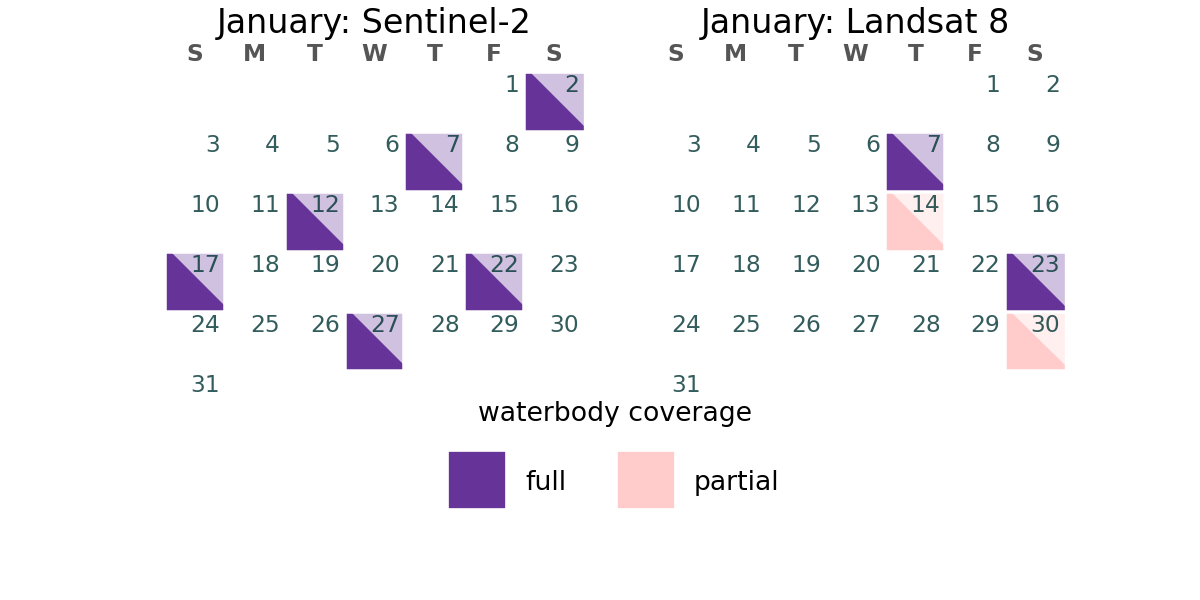 January: Sentinel-2
S M T W T F S
1 2
3 4 5 6 7 8 9
10 11 12 13 14 15 16
17 18 19 20 21 22 23
24 25 26 27 28 29 30
31
January: Landsat 8
S M T W T F S
1 2
3 4 5 6 7 8 9
10 11 12 13 14 15 16
17 18 19 20 21 22 23
24 25 26 27 28 29 30
31
waterbody coverage
full
partial